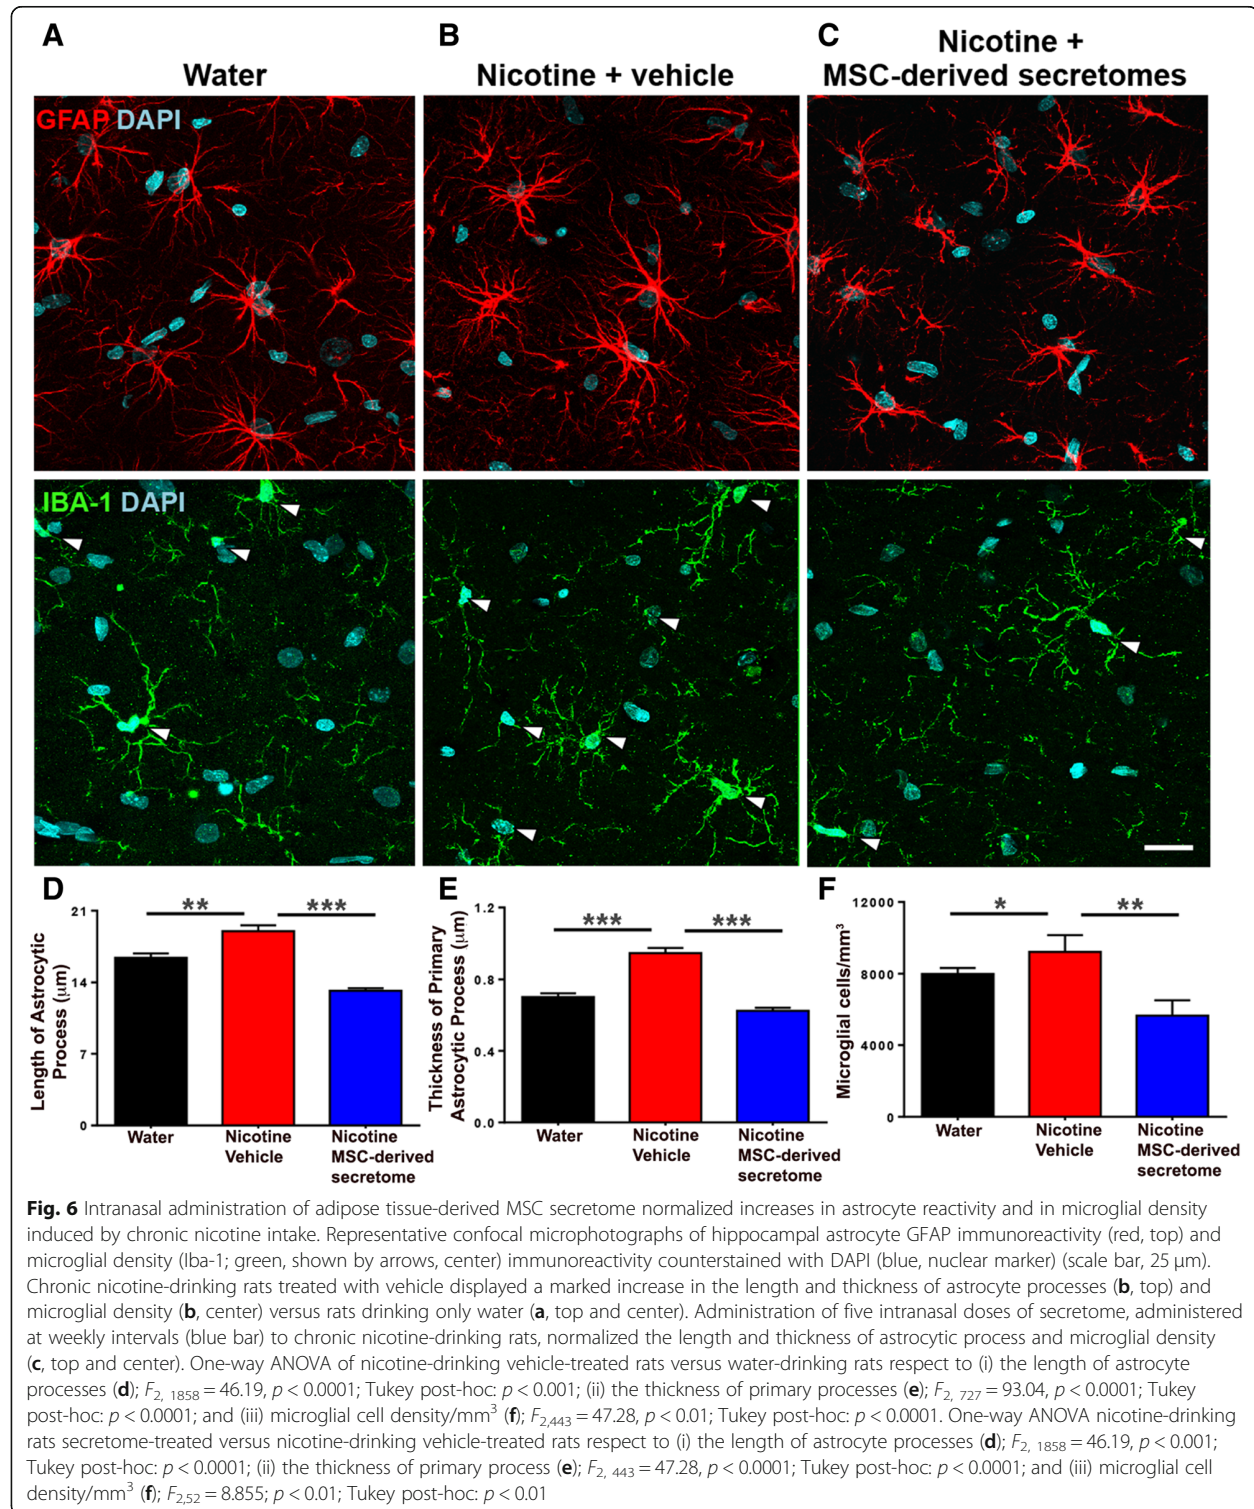 A
B
C
Water
Nicotine + vehicle
Nicotine +
MSC-derived secretomes
GFAP DAPI
IBA-1 DAPI
D
**
***
21
14
7
0
Length of Astrocytic
Process (μm)
Water
Nicotine
Vehicle
Nicotine
MSC-derived
secretome
E
***
***
1.2
0.8
0.4
0.0
Thickness of Primary
Astrocytic Process (μm)
Water
Nicotine
Vehicle
Nicotine
MSC-derived
secretome
F
*
**
12000
8000
4000
0
Microglial cells/mm³
Water
Nicotine
Vehicle
Nicotine
MSC-derived
secretome
Fig. 6 Intranasal administration of adipose tissue-derived MSC secretome normalized increases in astrocyte reactivity and in microglial density
induced by chronic nicotine intake. Representative confocal microphotographs of hippocampal astrocyte GFAP immunoreactivity (red, top) and
microglial density (Iba-1; green, shown by arrows, center) immunoreactivity counterstained with DAPI (blue, nuclear marker) (scale bar, 25 μm).
Chronic nicotine-drinking rats treated with vehicle displayed a marked increase in the length and thickness of astrocyte processes (b, top) and
microglial density (b, center) versus rats drinking only water (a, top and center). Administration of five intranasal doses of secretome, administered
at weekly intervals (blue bar) to chronic nicotine-drinking rats, normalized the length and thickness of astrocytic process and microglial density
(c, top and center). One-way ANOVA of nicotine-drinking vehicle-treated rats versus water-drinking rats respect to (i) the length of astrocyte
processes (d); F2, 1858 = 46.19, p < 0.0001; Tukey post-hoc: p < 0.001; (ii) the thickness of primary processes (e); F2, 727 = 93.04, p < 0.0001; Tukey
post-hoc: p < 0.0001; and (iii) microglial cell density/mm³ (f); F2,443 = 47.28, p < 0.01; Tukey post-hoc: p < 0.0001. One-way ANOVA nicotine-drinking
rats secretome-treated versus nicotine-drinking vehicle-treated rats respect to (i) the length of astrocyte processes (d); F2, 1858 = 46.19, p < 0.001;
Tukey post-hoc: p < 0.0001; (ii) the thickness of primary process (e); F2, 443 = 47.28, p < 0.0001; Tukey post-hoc: p < 0.0001; and (iii) microglial cell
density/mm³ (f); F2,52 = 8.855; p < 0.01; Tukey post-hoc: p < 0.01